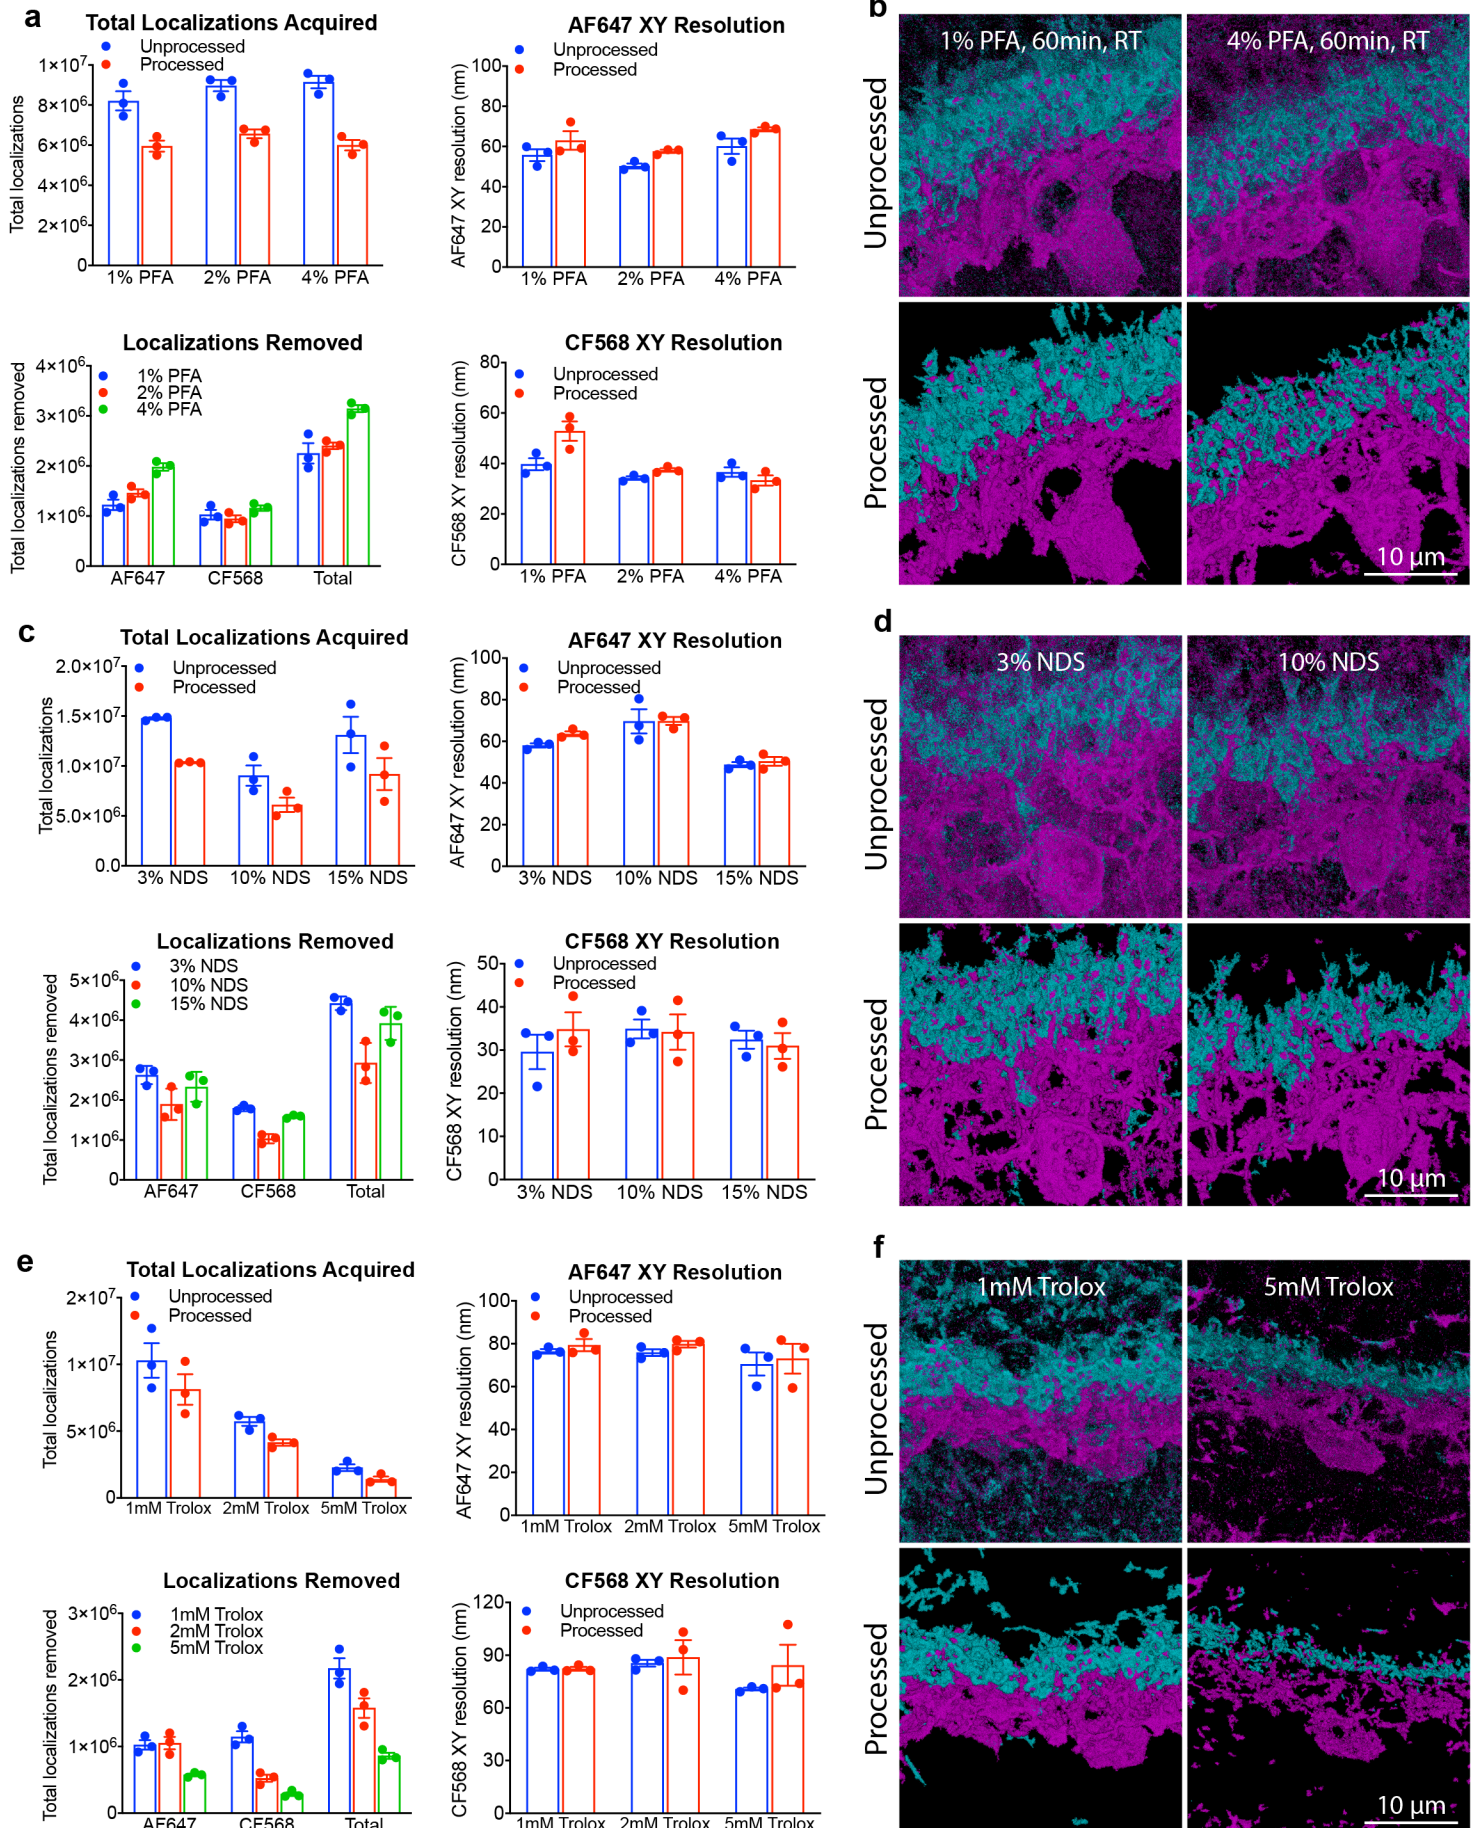 a
Total Localizations Acquired
Unprocessed
Processed
Total localizations
1×10⁷
8×10⁶
6×10⁶
4×10⁶
2×10⁶
0
1% PFA 2% PFA 4% PFA
AF647 XY Resolution
Unprocessed
Processed
AF647 XY resolution (nm)
100
80
60
40
20
0
1% PFA 2% PFA 4% PFA
Localizations Removed
1% PFA
2% PFA
4% PFA
Total localizations removed
4×10⁶
3×10⁶
2×10⁶
1×10⁶
0
AF647 CF568 Total
CF568 XY Resolution
Unprocessed
Processed
CF568 XY resolution (nm)
80
60
40
20
0
1% PFA 2% PFA 4% PFA
b
1% PFA, 60min, RT
4% PFA, 60min, RT
Unprocessed
Processed
10 µm
c
Total Localizations Acquired
Unprocessed
Processed
Total localizations
2.0×10⁷
1.5×10⁷
1.0×10⁷
5.0×10⁶
0.0
3% NDS 10% NDS 15% NDS
AF647 XY Resolution
Unprocessed
Processed
AF647 XY resolution (nm)
100
80
60
40
20
0
3% NDS 10% NDS 15% NDS
Localizations Removed
3% NDS
10% NDS
15% NDS
Total localizations removed
5×10⁶
4×10⁶
3×10⁶
2×10⁶
1×10⁶
0
AF647 CF568 Total
CF568 XY Resolution
Unprocessed
Processed
CF568 XY resolution (nm)
50
40
30
20
10
0
3% NDS 10% NDS 15% NDS
d
3% NDS
10% NDS
Unprocessed
Processed
10 µm
e
Total Localizations Acquired
Unprocessed
Processed
Total localizations
2×10⁷
1×10⁷
5×10⁶
0
1mM Trolox 2mM Trolox 5mM Trolox
AF647 XY Resolution
Unprocessed
Processed
AF647 XY resolution (nm)
100
80
60
40
20
0
1mM Trolox 2mM Trolox 5mM Trolox
Localizations Removed
1mM Trolox
2mM Trolox
5mM Trolox
Total localizations removed
3×10⁶
2×10⁶
1×10⁶
0
AF647 CF568 Total
CF568 XY Resolution
Unprocessed
Processed
CF568 XY resolution (nm)
120
90
60
30
0
1mM Trolox 2mM Trolox 5mM Trolox
f
1mM Trolox
5mM Trolox
Unprocessed
Processed
10 µm